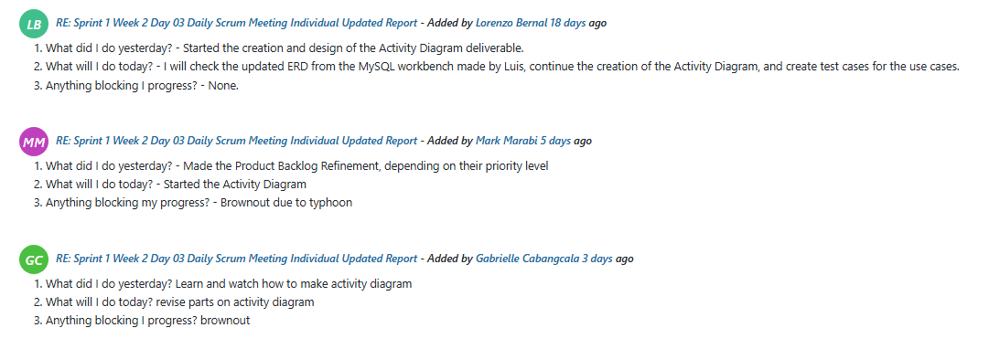 LB RE: Sprint 1 Week 2 Day 03 Daily Scrum Meeting Individual Updated Report - Added by Lorenzo Bernal 18 days ago
1. What did I do yesterday? - Started the creation and design of the Activity Diagram deliverable.
2. What will I do today? - I will check the updated ERD from the MySQL workbench made by Luis, continue the creation of the Activity Diagram, and create test cases for the use cases.
3. Anything blocking I progress? - None.
MM RE: Sprint 1 Week 2 Day 03 Daily Scrum Meeting Individual Updated Report - Added by Mark Marabi 5 days ago
1. What did I do yesterday? - Made the Product Backlog Refinement, depending on their priority level
2. What will I do today? - Started the Activity Diagram
3. Anything blocking my progress? - Brownout due to typhoon
GC RE: Sprint 1 Week 2 Day 03 Daily Scrum Meeting Individual Updated Report - Added by Gabrielle Cabangcala 3 days ago
1. What did I do yesterday? Learn and watch how to make activity diagram
2. What will I do today? revise parts on activity diagram
3. Anything blocking I progress? brownout